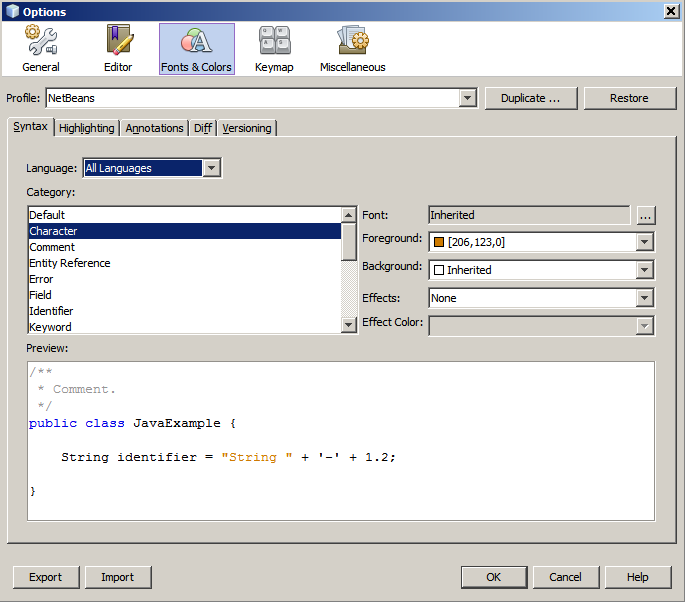 Options
General Editor Fonts & Colors Keymap Miscellaneous
Profile: NetBeans Duplicate ... Restore
Syntax Highlighting Annotations Diff Versioning
Language: All Languages
Category:
Default
Character
Comment
Entity Reference
Error
Field
Identifier
Keyword
Font: Inherited ...
Foreground: [206,123,0]
Background: Inherited
Effects: None
Effect Color:
Preview:
/**
 * Comment.
 */
public class JavaExample {
    String identifier = "String " + '-' + 1.2;
}
Export Import OK Cancel Help